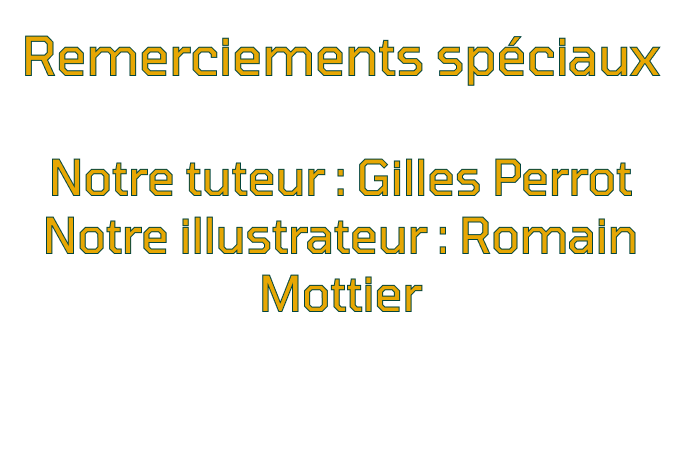 Remerciements spéciaux
Notre tuteur : Gilles Perrot
Notre illustrateur : Romain
Mottier